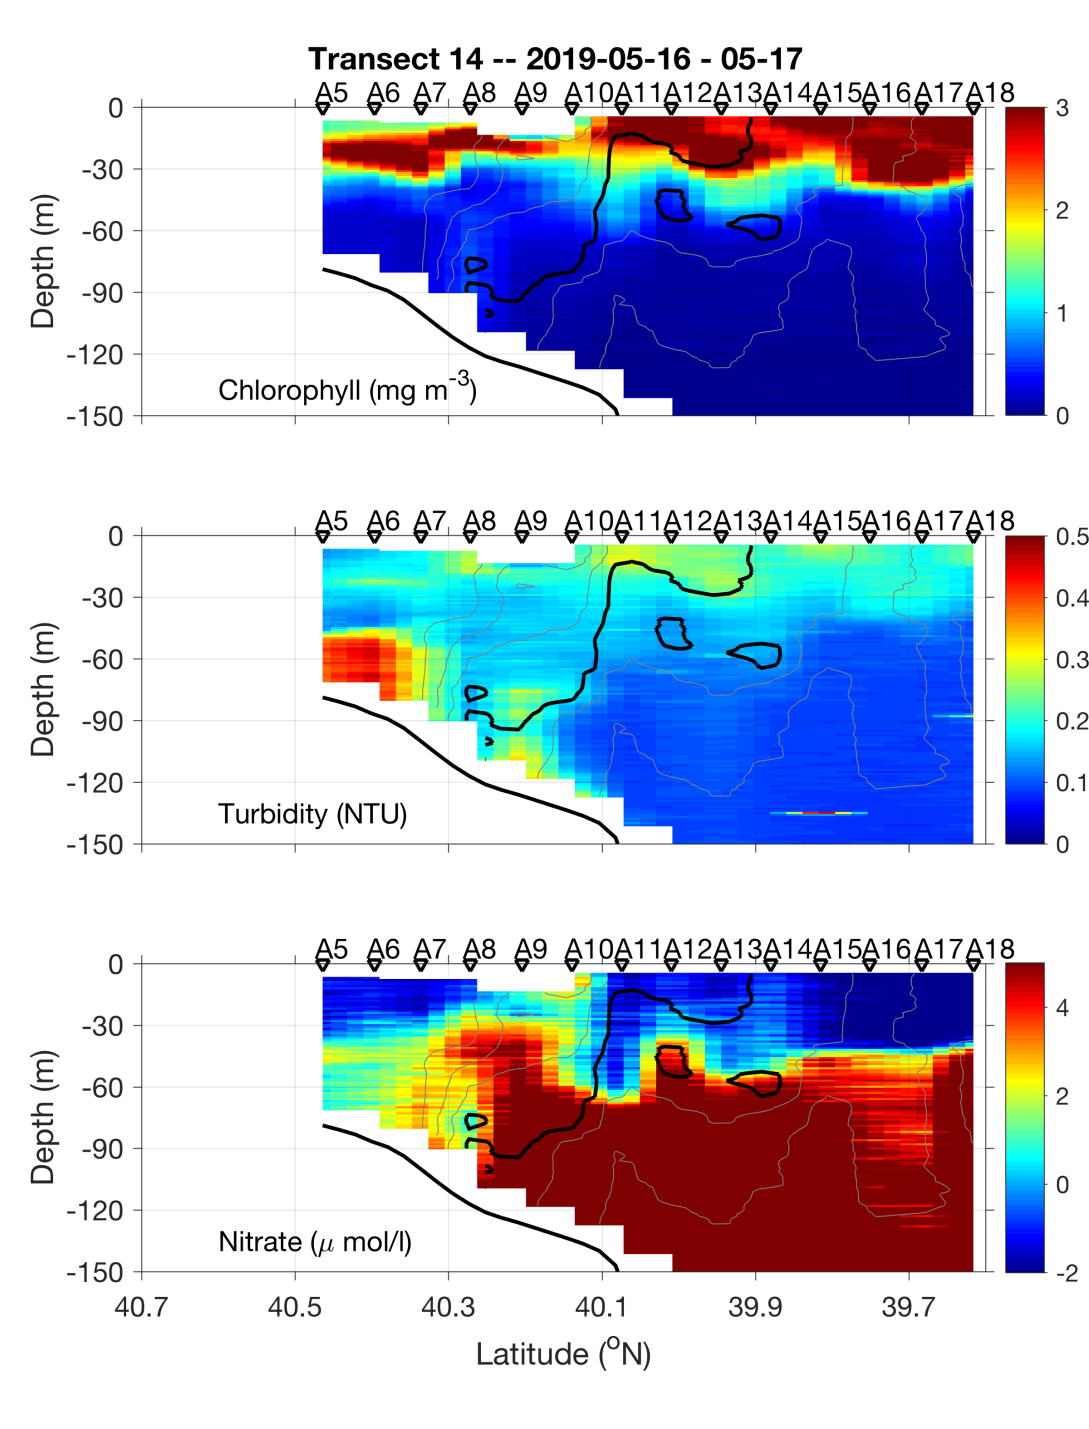 Transect 14 -- 2019-05-16 - 05-17
A5 A6 A7 A8 A9 A10 A11 A12 A13 A14 A15 A16 A17 A18
0
-30
-60
-90
-120
-150
Depth (m)
Chlorophyll (mg m-3)
3
2
1
0
A5 A6 A7 A8 A9 A10 A11 A12 A13 A14 A15 A16 A17 A18
0
-30
-60
-90
-120
-150
Depth (m)
Turbidity (NTU)
0.5
0.4
0.3
0.2
0.1
0
A5 A6 A7 A8 A9 A10 A11 A12 A13 A14 A15 A16 A17 A18
0
-30
-60
-90
-120
-150
Depth (m)
Nitrate (μ mol/l)
4
2
0
-2
40.7 40.5 40.3 40.1 39.9 39.7
Latitude (oN)